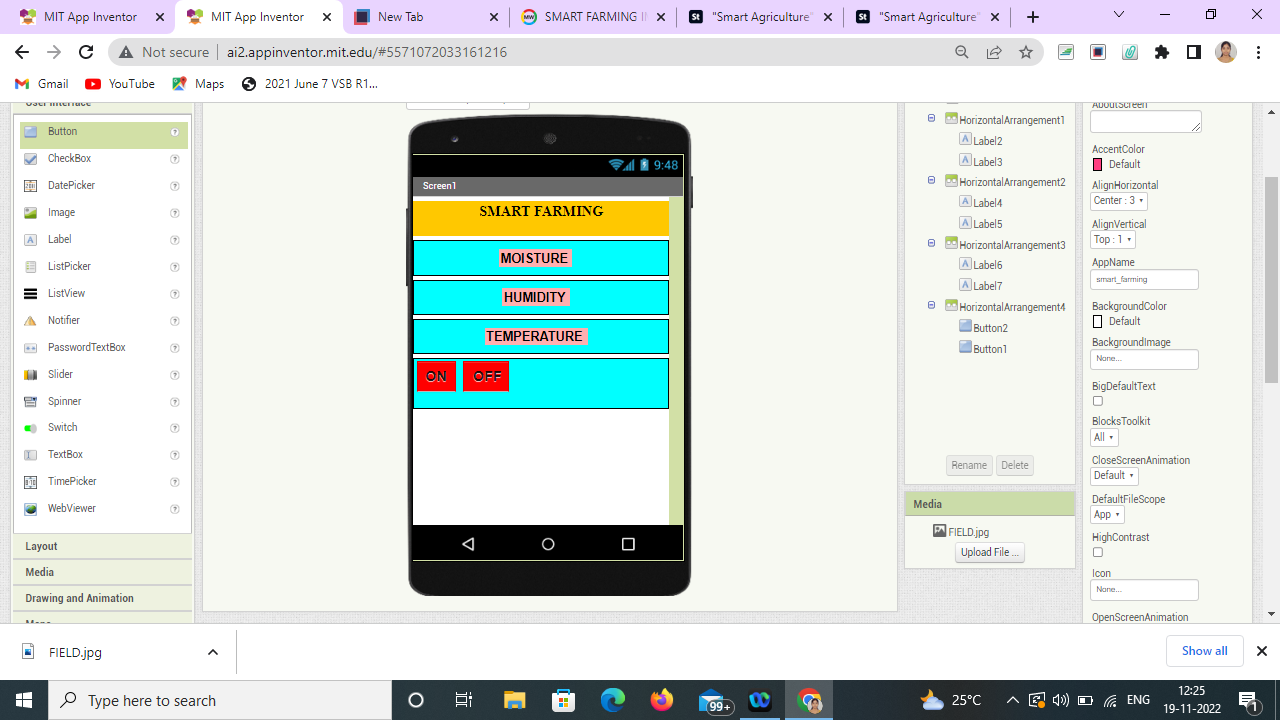 MIT App Inventor
MIT App Inventor
New Tab
SMART FARMING I
"Smart Agriculture"
"Smart Agriculture"
Not secure
ai2.appinventor.mit.edu/#5571072033161216
Gmail
YouTube
Maps
2021 June 7 VSB R1...
User Interface
Button
CheckBox
DatePicker
Image
Label
ListPicker
ListView
Notifier
PasswordTextBox
Slider
Spinner
Switch
TextBox
TimePicker
WebViewer
Layout
Media
Drawing and Animation
Maps
9:48
Screen1
SMART FARMING
MOISTURE
HUMIDITY
TEMPERATURE
ON OFF
HorizontalArrangement1
Label2
Label3
HorizontalArrangement2
Label4
Label5
HorizontalArrangement3
Label6
Label7
HorizontalArrangement4
Button2
Button1
Rename Delete
Media
FIELD.jpg
Upload File ...
AboutScreen
AccentColor
Default
AlignHorizontal
Center : 3
AlignVertical
Top : 1
AppName
smart_farming
BackgroundColor
Default
BackgroundImage
None...
BigDefaultText
BlocksToolkit
All
CloseScreenAnimation
Default
DefaultFileScope
App
HighContrast
Icon
None...
OpenScreenAnimation
FIELD.jpg
Show all
Type here to search
99+
25°C
ENG
12:25
19-11-2022
1